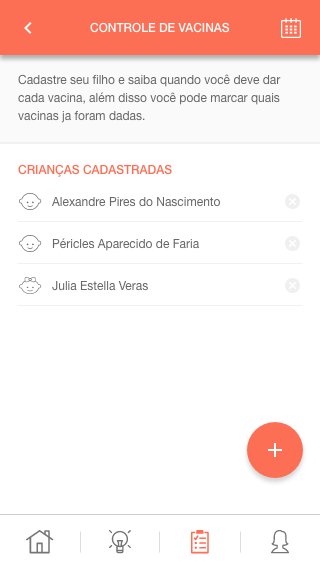 CONTROLE DE VACINAS
Cadastre seu filho e saiba quando você deve dar
cada vacina, além disso você pode marcar quais
vacinas ja foram dadas.
CRIANÇAS CADASTRADAS
Alexandre Pires do Nascimento
Péricles Aparecido de Faria
Julia Estella Veras